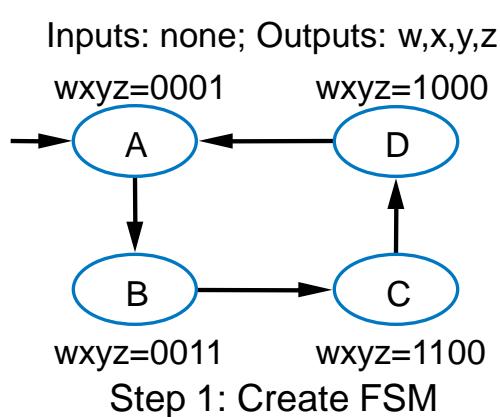 Inputs: none; Outputs: w,x,y,z
wxyz=0001 wxyz=1000
A D
B C
wxyz=0011 wxyz=1100
Step 1: Create FSM